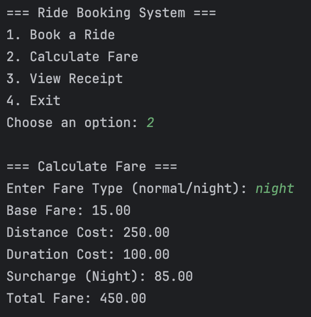 === Ride Booking System ===
1. Book a Ride
2. Calculate Fare
3. View Receipt
4. Exit
Choose an option: 2
=== Calculate Fare ===
Enter Fare Type (normal/night): night
Base Fare: 15.00
Distance Cost: 250.00
Duration Cost: 100.00
Surcharge (Night): 85.00
Total Fare: 450.00